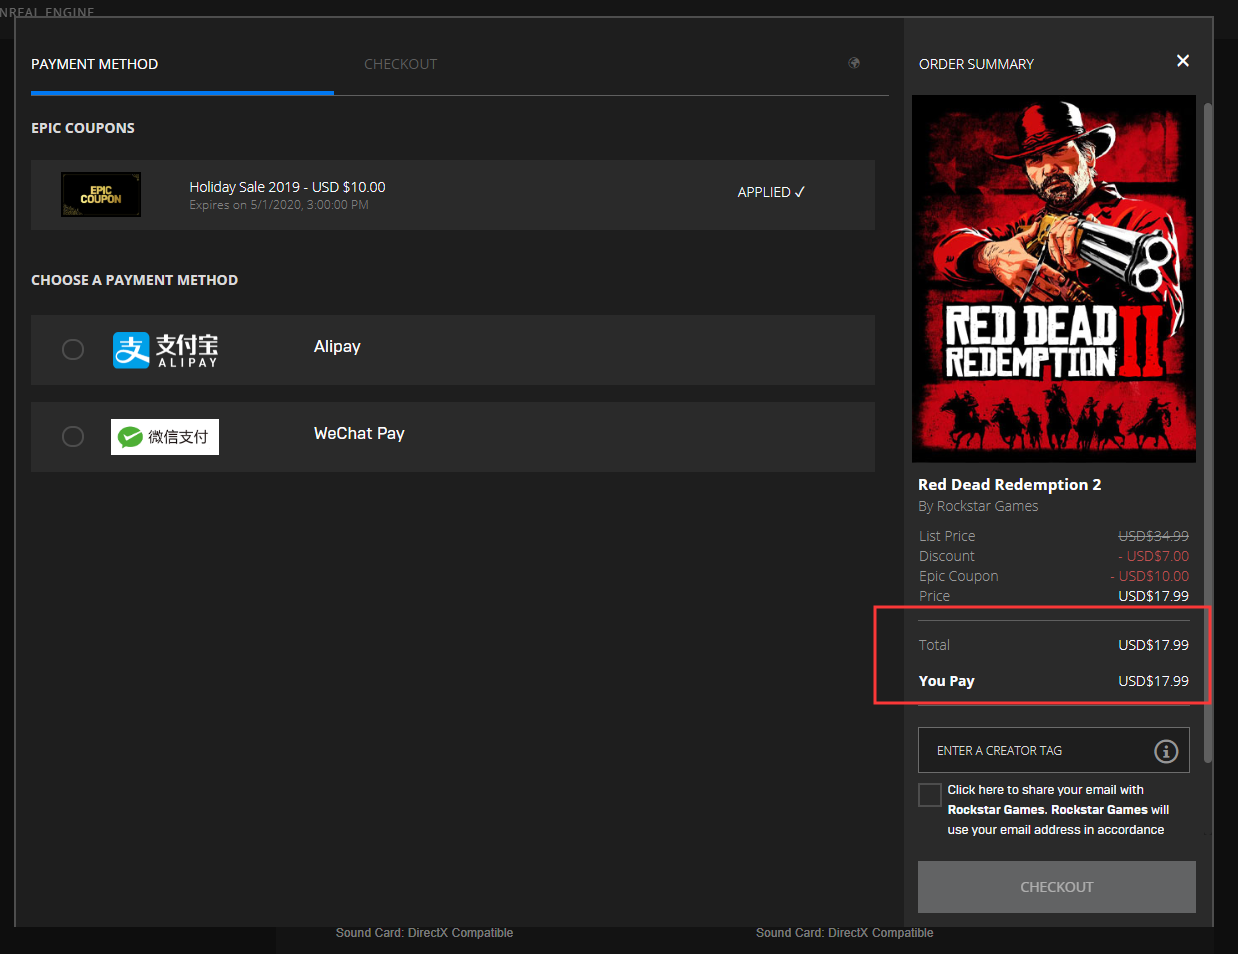 UNREAL ENGINE
PAYMENT METHOD
CHECKOUT
EPIC COUPONS
EPIC
COUPON
Holiday Sale 2019 - USD $10.00
Expires on 5/1/2020, 3:00:00 PM
APPLIED ✓
CHOOSE A PAYMENT METHOD
支 支付宝
ALIPAY
Alipay
微信支付
WeChat Pay
ORDER SUMMARY
RED DEAD
REDEMPTION II
Red Dead Redemption 2
By Rockstar Games
List Price USD$34.99
Discount - USD$7.00
Epic Coupon - USD$10.00
Price USD$17.99
Total USD$17.99
You Pay USD$17.99
ENTER A CREATOR TAG
Click here to share your email with
Rockstar Games. Rockstar Games will
use your email address in accordance
CHECKOUT
Sound Card: DirectX Compatible
Sound Card: DirectX Compatible